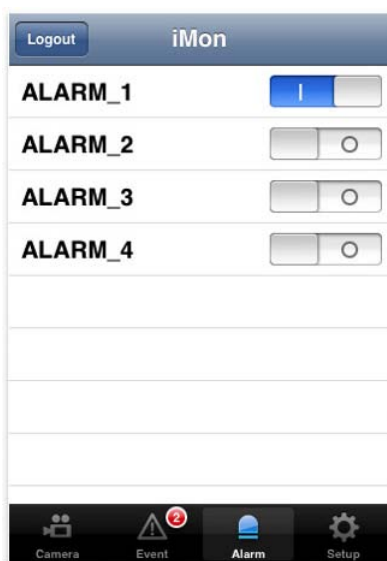 Logout
iMon
ALARM_1
ALARM_2
ALARM_3
ALARM_4
2
Camera
Event
Alarm
Setup